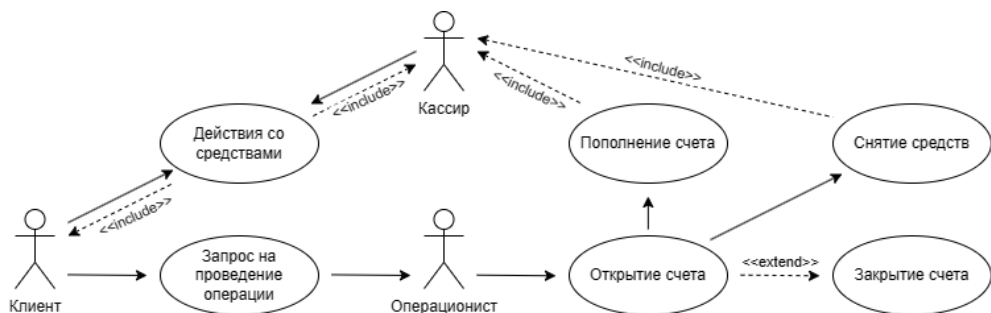 <<include>>
<<include>>
<<include>>
Кассир
Действия со
средствами
Пополнение счета
Снятие средств
<<include>>
Запрос на
проведение
операции
Открытие счета
<<extend>>
Закрытие счета
Клиент
Операционист